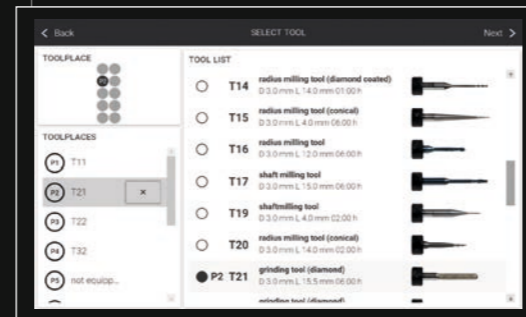 Back
SELECT TOOL
Next
TOOLPLACE
P2
TOOLPLACES
P1 T11
P2 T21 ×
P3 T22
P4 T32
P5 not equipp...
TOOL LIST
T14 radius milling tool (diamond coated)
D 3.0 mm L 14.0 mm 01:00 h
T15 radius milling tool (conical)
D 3.0 mm L 4.0 mm 06:00 h
T16 radius milling tool
D 3.0 mm L 12.0 mm 06:00 h
T17 shaft milling tool
D 3.0 mm L 15.0 mm 06:00 h
T19 shaftmilling tool
D 3.0 mm L 4.0 mm 02:00 h
T20 radius milling tool (conical)
D 3.0 mm L 14.0 mm 02:00 h
P2 T21 grinding tool (diamond)
D 3.0 mm L 15.5 mm 06:00 h
grinding tool (diamond)